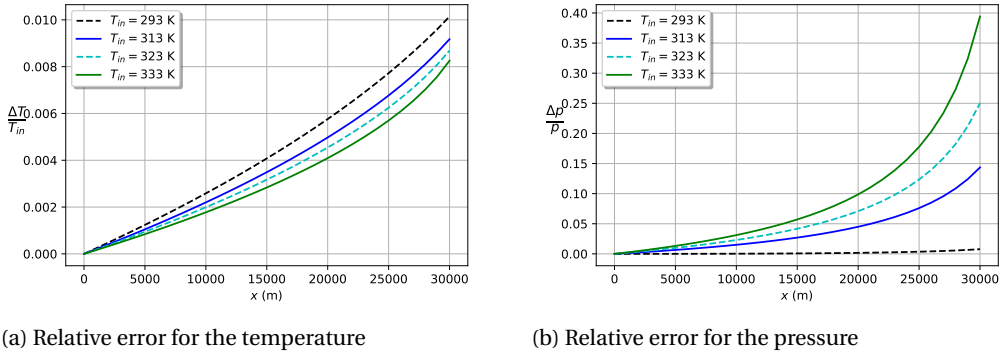 0.010
0.008
0.006
0.004
0.002
0.000
ΔT
T_in
T_in = 293 K
T_in = 313 K
T_in = 323 K
T_in = 333 K
0 5000 10000 15000 20000 25000 30000
x (m)
(a) Relative error for the temperature
0.40
0.35
0.30
0.25
0.20
0.15
0.10
0.05
0.00
Δp
p
T_in = 293 K
T_in = 313 K
T_in = 323 K
T_in = 333 K
0 5000 10000 15000 20000 25000 30000
x (m)
(b) Relative error for the pressure